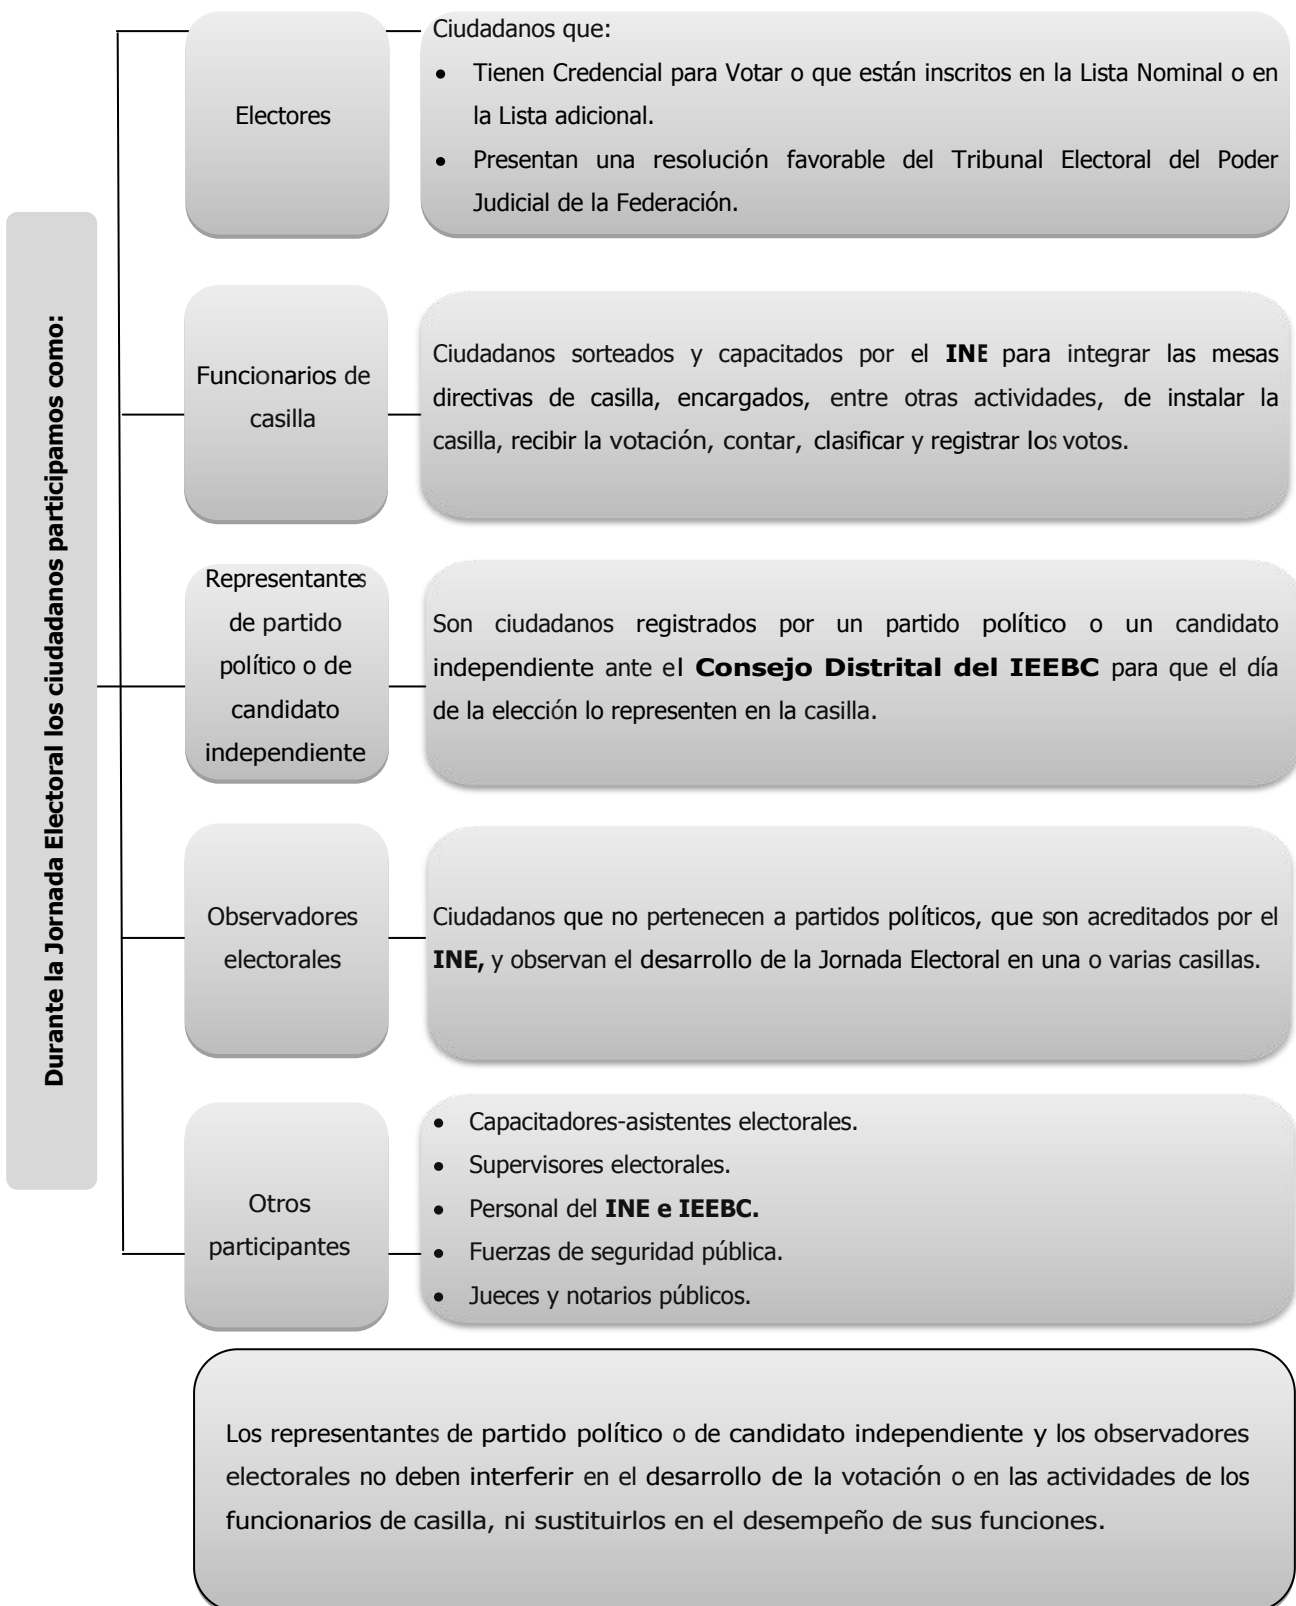 Durante la Jornada Electoral los ciudadanos participamos como:
Electores
Ciudadanos que:
• Tienen Credencial para Votar o que están inscritos en la Lista Nominal o en
la Lista adicional.
• Presentan una resolución favorable del Tribunal Electoral del Poder
Judicial de la Federación.
Funcionarios de
casilla
Ciudadanos sorteados y capacitados por el INE para integrar las mesas
directivas de casilla, encargados, entre otras actividades, de instalar la
casilla, recibir la votación, contar, clasificar y registrar los votos.
Representantes
de partido
político o de
candidato
independiente
Son ciudadanos registrados por un partido político o un candidato
independiente ante el Consejo Distrital del IEEBC para que el día
de la elección lo representen en la casilla.
Observadores
electorales
Ciudadanos que no pertenecen a partidos políticos, que son acreditados por el
INE, y observan el desarrollo de la Jornada Electoral en una o varias casillas.
Otros
participantes
• Capacitadores-asistentes electorales.
• Supervisores electorales.
• Personal del INE e IEEBC.
• Fuerzas de seguridad pública.
• Jueces y notarios públicos.
Los representantes de partido político o de candidato independiente y los observadores
electorales no deben interferir en el desarrollo de la votación o en las actividades de los
funcionarios de casilla, ni sustituirlos en el desempeño de sus funciones.